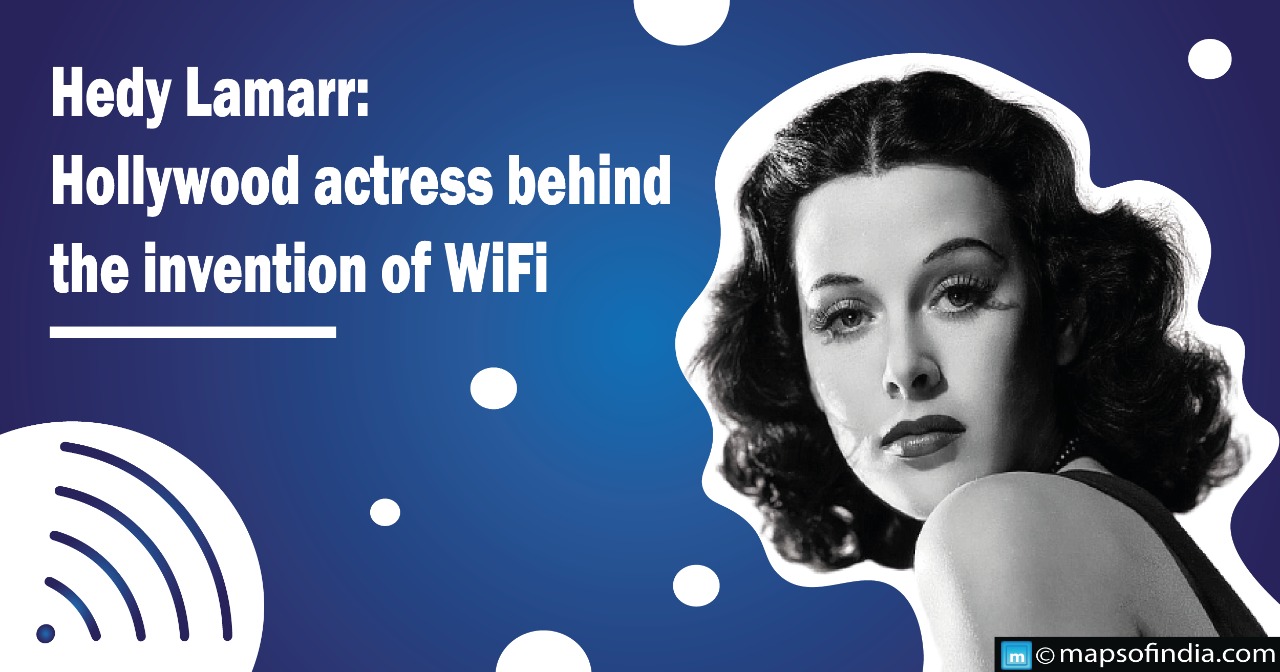 Hedy Lamarr:
Hollywood actress behind
the invention of WiFi
m © mapsofindia.com